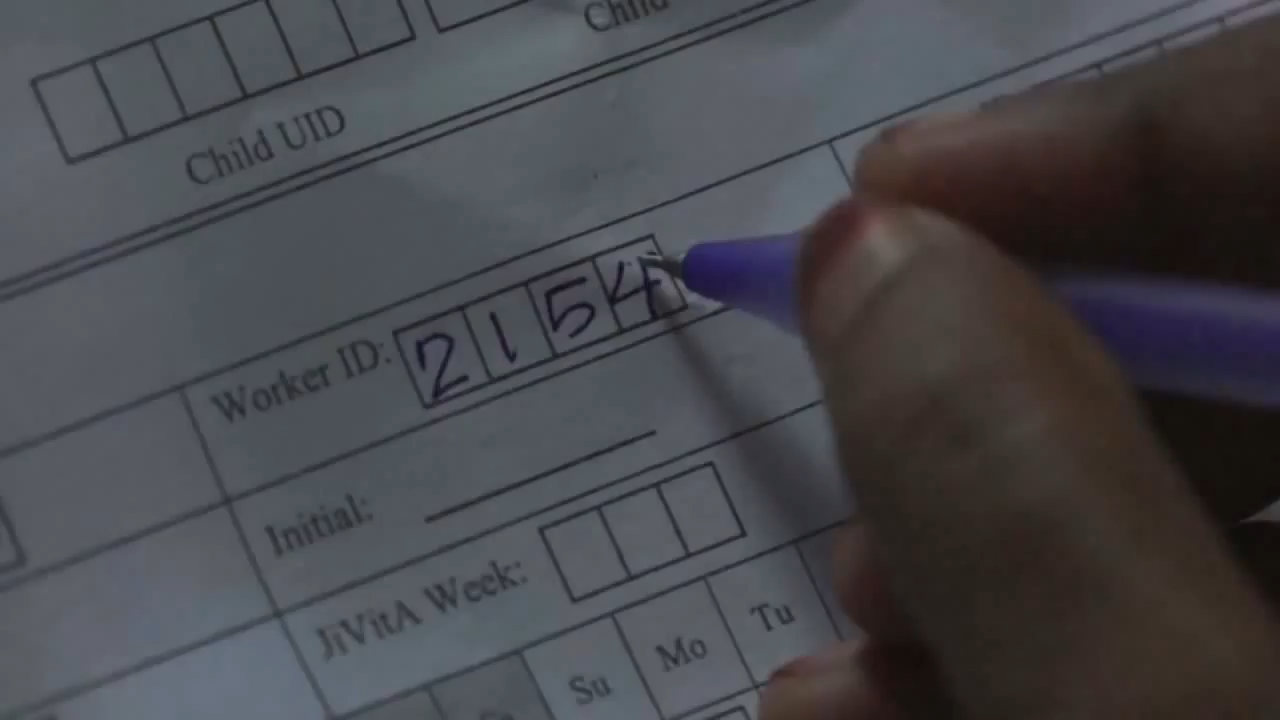 Child
Child UID
Worker ID: 2154
Initial:
JiVitA Week:
Su Mo Tu